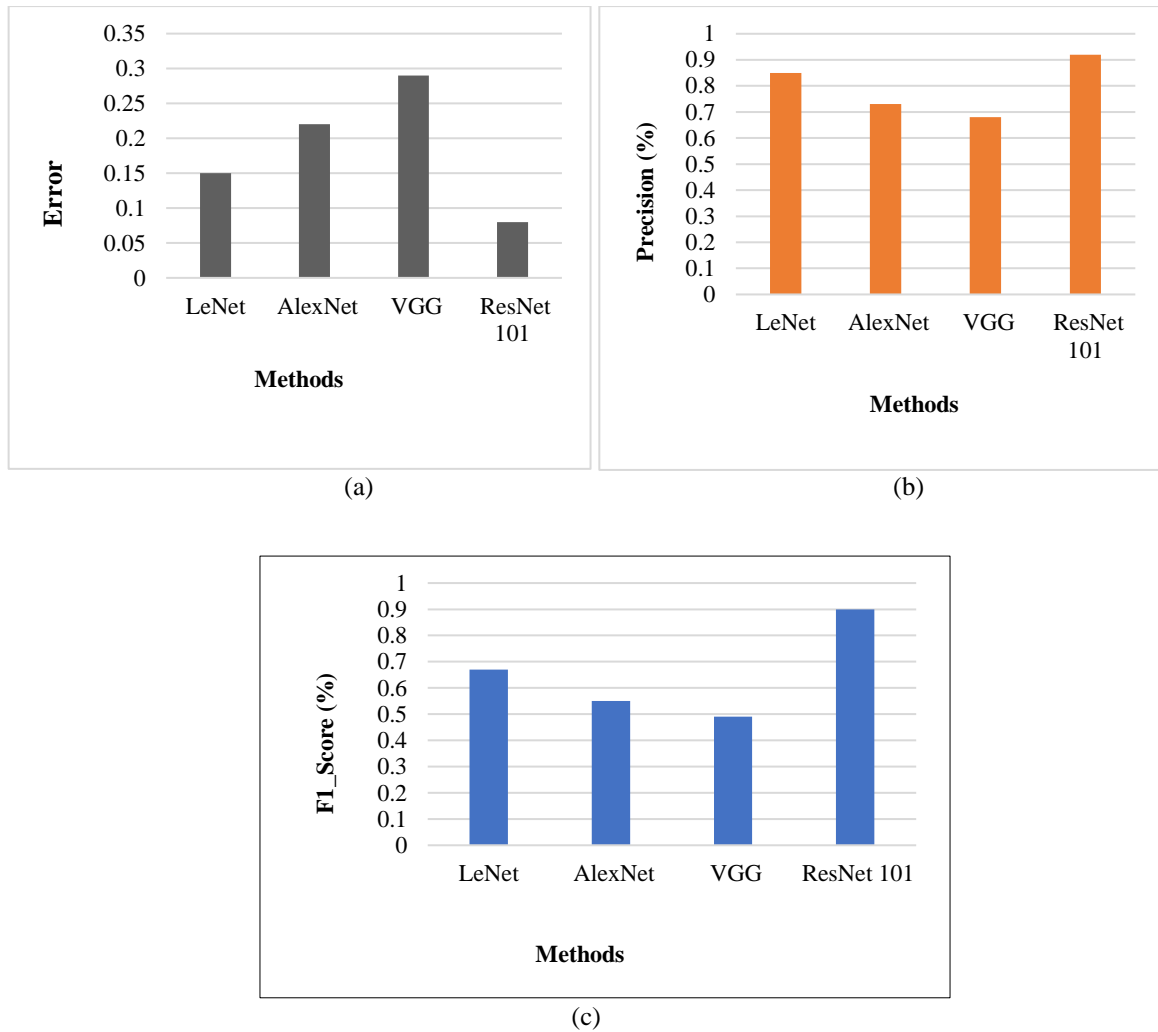 0.35
0.3
0.25
0.2
0.15
0.1
0.05
0
Error
LeNet AlexNet VGG ResNet
101
Methods
(a)
1
0.9
0.8
0.7
0.6
0.5
0.4
0.3
0.2
0.1
0
Precision (%)
LeNet AlexNet VGG ResNet
101
Methods
(b)
1
0.9
0.8
0.7
0.6
0.5
0.4
0.3
0.2
0.1
0
F1_Score (%)
LeNet AlexNet VGG ResNet 101
Methods
(c)